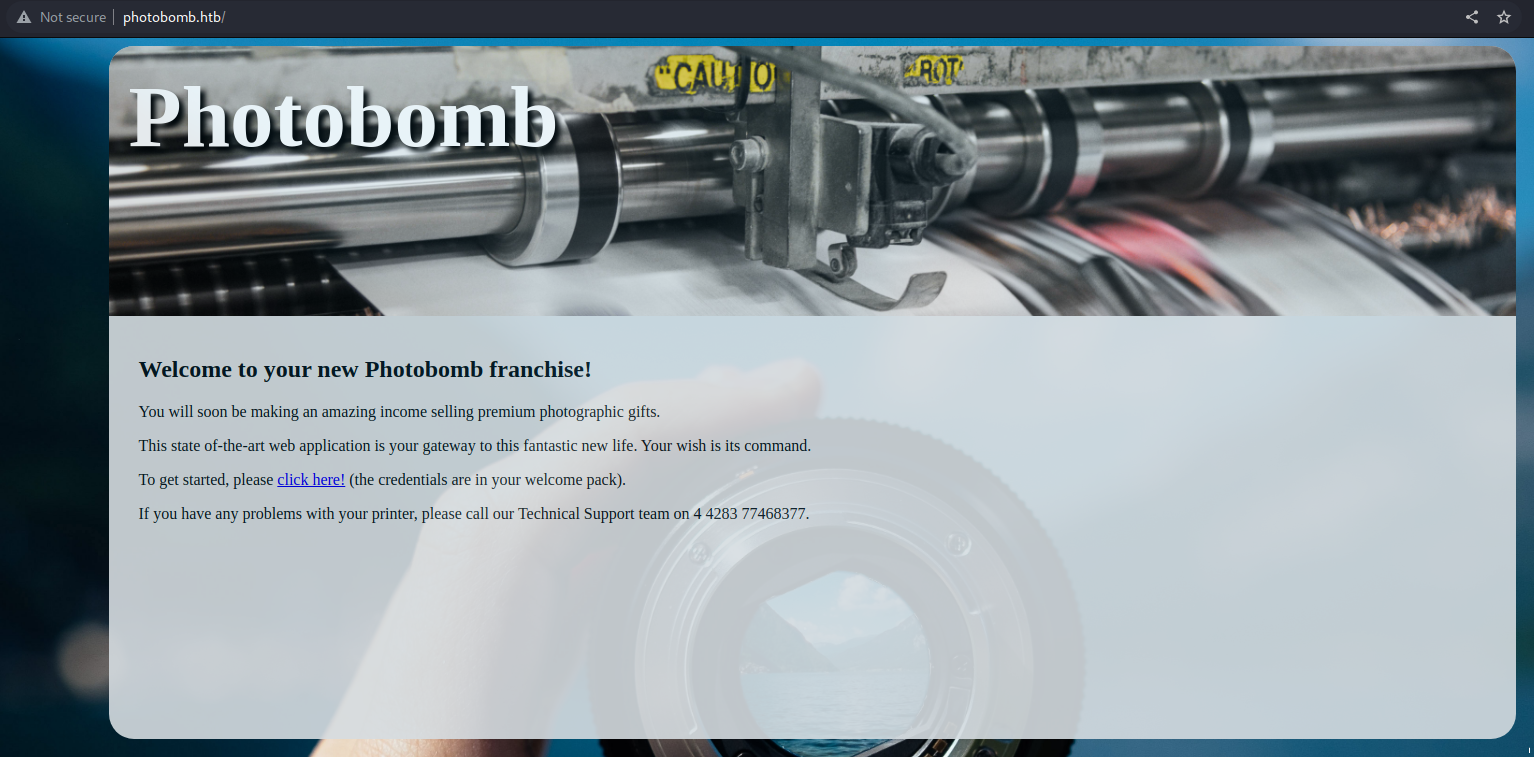 Not secure photobomb.htb/
"CAUTIO
ROT
Photobomb
Welcome to your new Photobomb franchise!
You will soon be making an amazing income selling premium photographic gifts.
This state of-the-art web application is your gateway to this fantastic new life. Your wish is its command.
To get started, please click here! (the credentials are in your welcome pack).
If you have any problems with your printer, please call our Technical Support team on 4 4283 77468377.